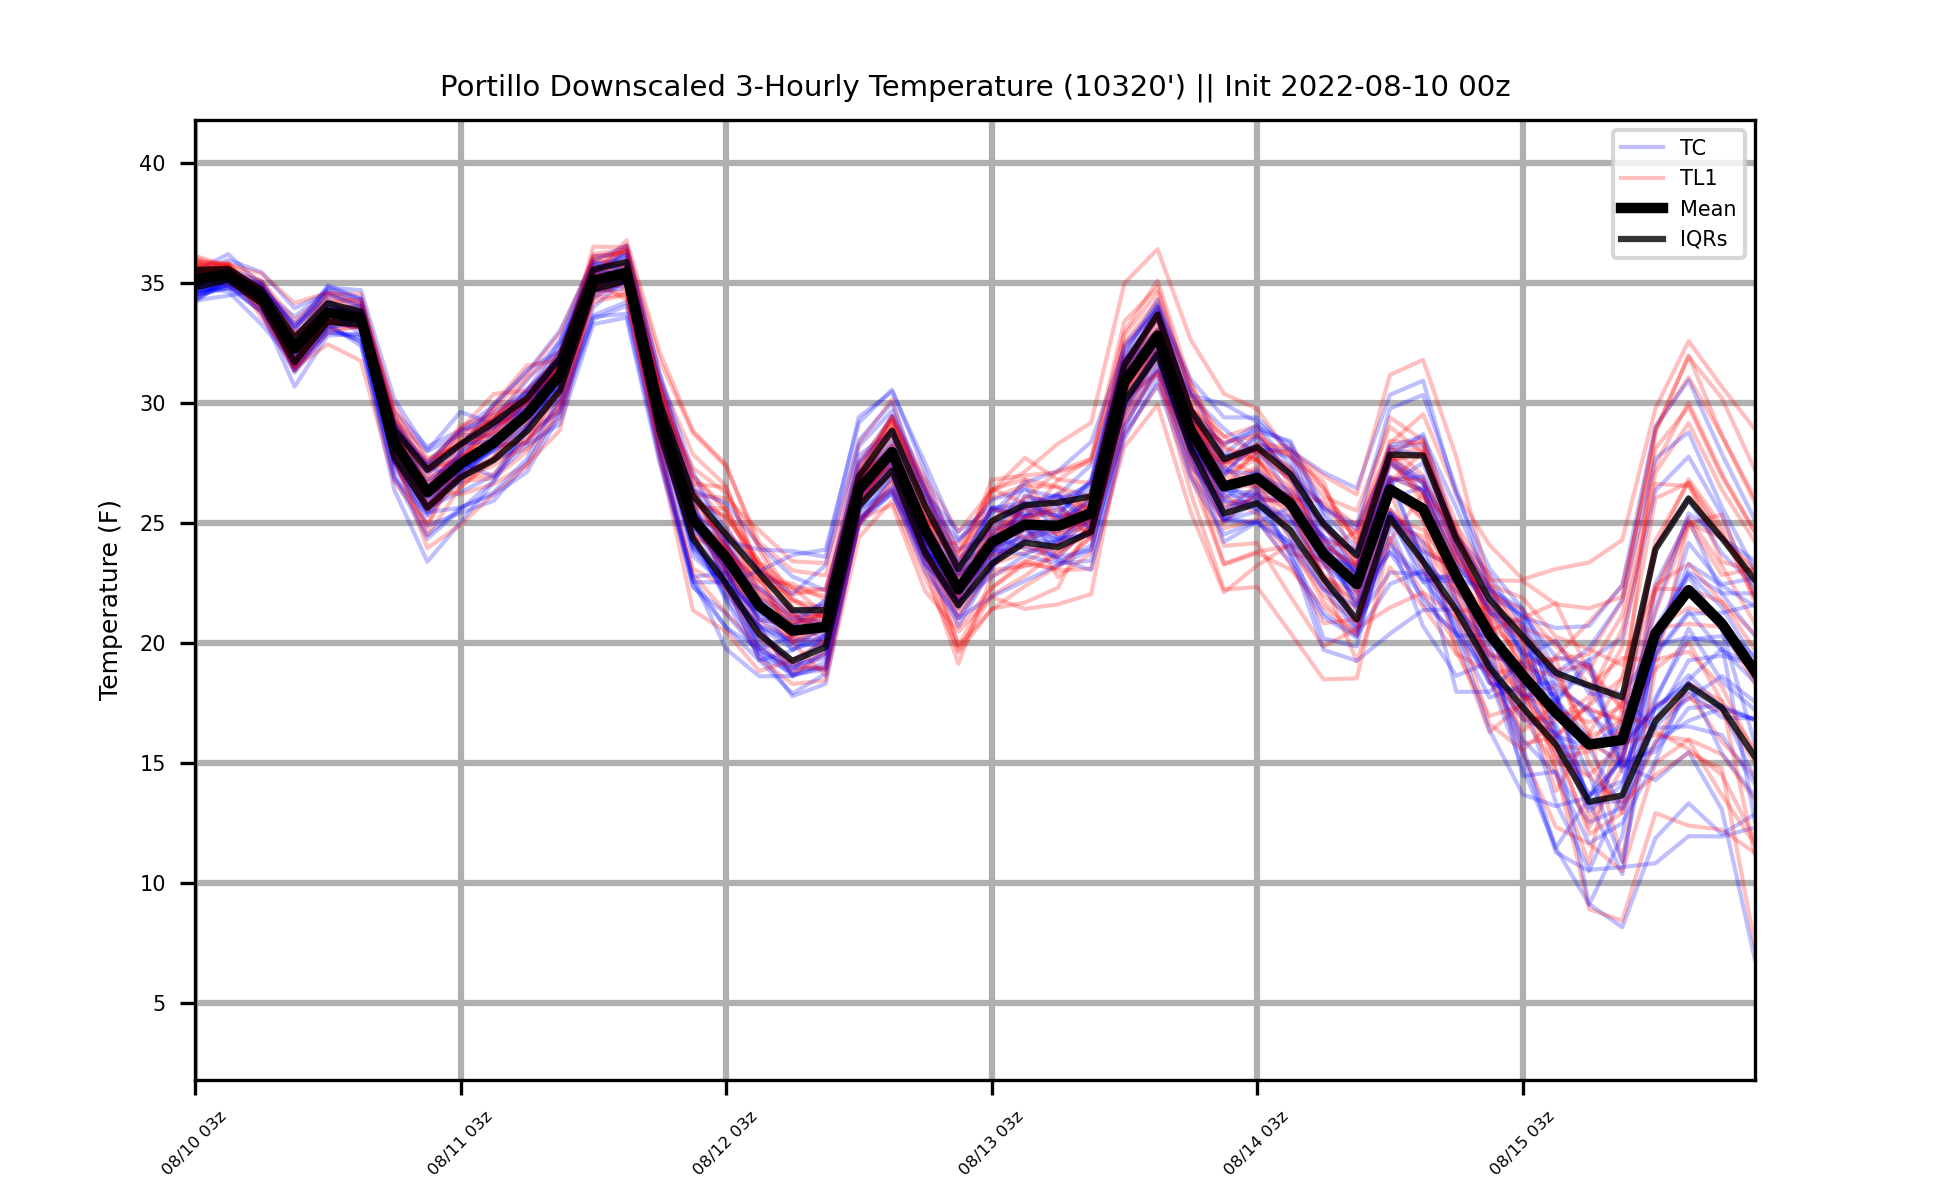 Portillo Downscaled 3-Hourly Temperature (10320') || Init 2022-08-10 00z
TC
TL1
Mean
IQRs
Temperature (F)
40
35
30
25
20
15
10
5
08/10 03z
08/11 03z
08/12 03z
08/13 03z
08/14 03z
08/15 03z